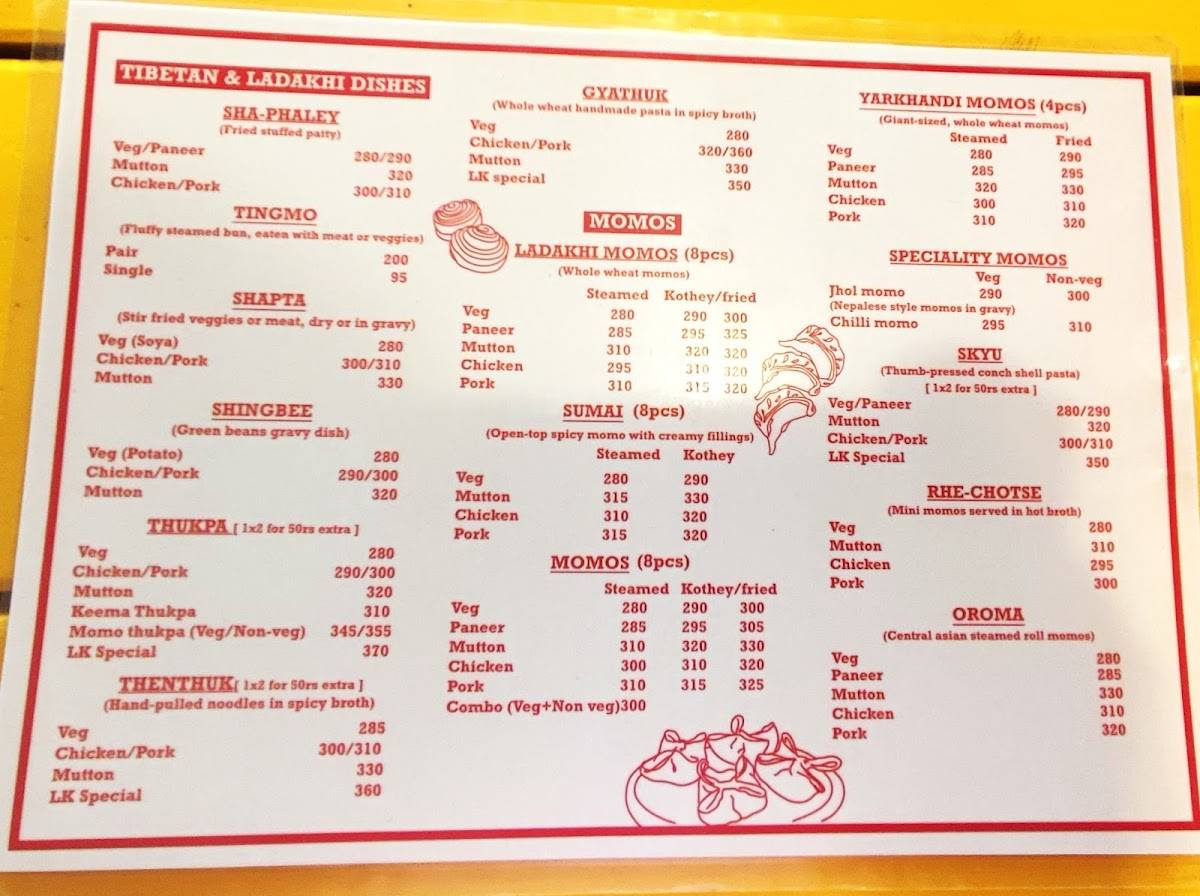 TIBETAN & LADAKHI DISHES
SHA-PHALEY
(Fried stuffed patty)
Veg/Paneer 280/290
Mutton 320
Chicken/Pork 300/310
TINGMO
(Fluffy steamed bun, eaten with meat or veggies)
Pair 200
Single 95
SHAPTA
(Stir fried veggies or meat, dry or in gravy)
Veg (Soya) 280
Chicken/Pork 300/310
Mutton 330
SHINGBEE
(Green beans gravy dish)
Veg (Potato) 280
Chicken/Pork 290/300
Mutton 320
THUKPA [ 1x2 for 50rs extra ]
Veg 280
Chicken/Pork 290/300
Mutton 320
Keema Thukpa 310
Momo thukpa (Veg/Non-veg) 345/355
LK Special 370
THENTHUK[ 1x2 for 50rs extra ]
(Hand-pulled noodles in spicy broth)
Veg 285
Chicken/Pork 300/310
Mutton 330
LK Special 360
GYATHUK
(Whole wheat handmade pasta in spicy broth)
Veg 280
Chicken/Pork 320/360
Mutton 330
LK special 350
MOMOS
LADAKHI MOMOS (8pcs)
(Whole wheat momos)
Steamed Kothey/fried
Veg 280 290 300
Paneer 285 295 325
Mutton 310 320 320
Chicken 295 310 320
Pork 310 315 320
SUMAI (8pcs)
(Open-top spicy momo with creamy fillings)
Steamed Kothey
Veg 280 290
Mutton 315 330
Chicken 310 320
Pork 315 320
MOMOS (8pcs)
Steamed Kothey/fried
Veg 280 290 300
Paneer 285 295 305
Mutton 310 320 330
Chicken 300 310 320
Pork 310 315 325
Combo (Veg+Non veg)300
YARKHANDI MOMOS (4pcs)
(Giant-sized, whole wheat momos)
Steamed Fried
Veg 280 290
Paneer 285 295
Mutton 320 330
Chicken 300 310
Pork 310 320
SPECIALITY MOMOS
Veg Non-veg
Jhol momo 290 300
(Nepalese style momos in gravy)
Chilli momo 295 310
SKYU
(Thumb-pressed conch shell pasta)
[ 1x2 for 50rs extra ]
Veg/Paneer 280/290
Mutton 320
Chicken/Pork 300/310
LK Special 350
RHE-CHOTSE
(Mini momos served in hot broth)
Veg 280
Mutton 310
Chicken 295
Pork 300
OROMA
(Central asian steamed roll momos)
Veg 280
Paneer 285
Mutton 330
Chicken 310
Pork 320